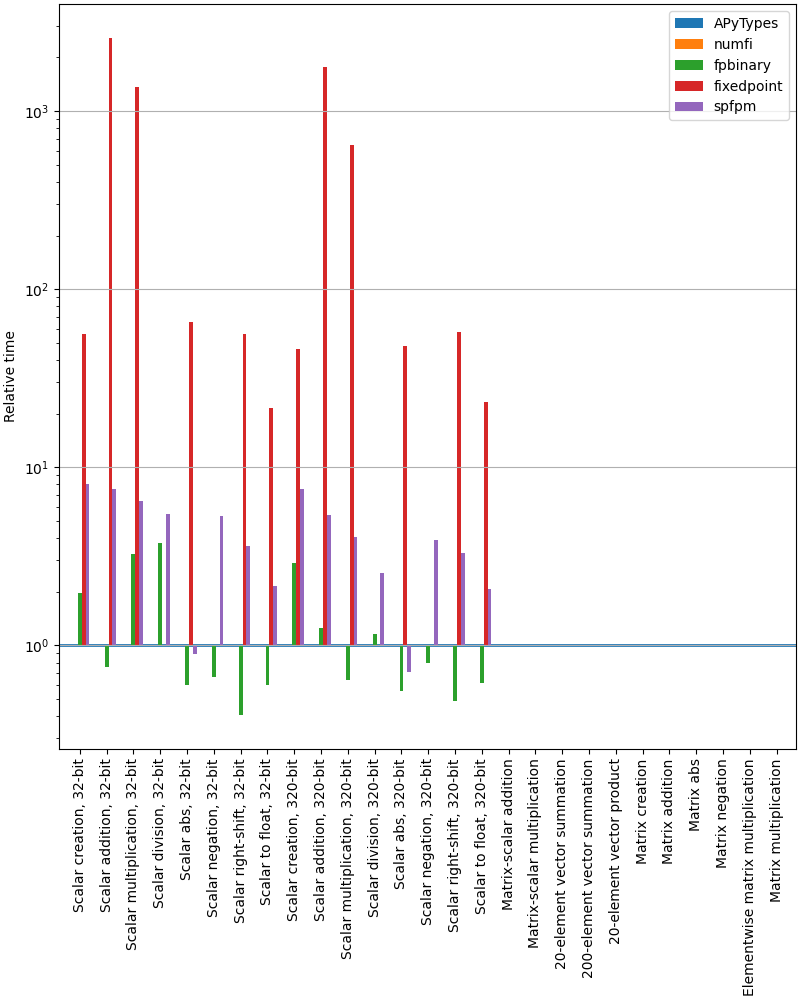 APyTypes
numfi
fpbinary
fixedpoint
spfpm
Relative time
10³
10²
10¹
10⁰
Scalar creation, 32-bit
Scalar addition, 32-bit
Scalar multiplication, 32-bit
Scalar division, 32-bit
Scalar abs, 32-bit
Scalar negation, 32-bit
Scalar right-shift, 32-bit
Scalar to float, 32-bit
Scalar creation, 320-bit
Scalar addition, 320-bit
Scalar multiplication, 320-bit
Scalar division, 320-bit
Scalar abs, 320-bit
Scalar negation, 320-bit
Scalar right-shift, 320-bit
Scalar to float, 320-bit
Matrix-scalar addition
Matrix-scalar multiplication
20-element vector summation
200-element vector summation
20-element vector product
Matrix creation
Matrix addition
Matrix abs
Matrix negation
Elementwise matrix multiplication
Matrix multiplication